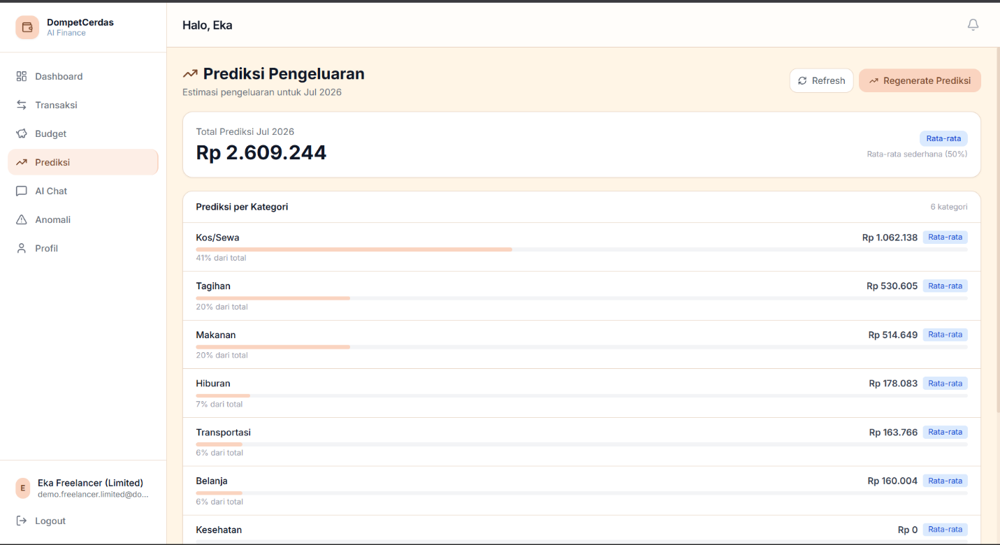 DompetCerdas
AI Finance
Dashboard
Transaksi
Budget
Prediksi
AI Chat
Anomali
Profil
Eka Freelancer (Limited)
E
demo.freelancer.limited@do...
Logout
Halo, Eka
Prediksi Pengeluaran
Estimasi pengeluaran untuk Jul 2026
Refresh
Regenerate Prediksi
Total Prediksi Jul 2026
Rp 2.609.244
Rata-rata
Rata-rata sederhana (50%)
Prediksi per Kategori
6 kategori
Kos/Sewa
Rp 1.062.138 Rata-rata
41% dari total
Tagihan
Rp 530.605 Rata-rata
20% dari total
Makanan
Rp 514.649 Rata-rata
20% dari total
Hiburan
Rp 178.083 Rata-rata
7% dari total
Transportasi
Rp 163.766 Rata-rata
6% dari total
Belanja
Rp 160.004 Rata-rata
6% dari total
Kesehatan
Rp 0 Rata-rata